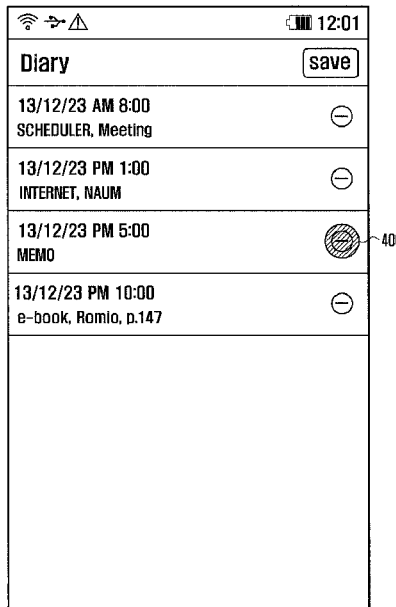 12:01
Diary
save
13/12/23 AM 8:00
SCHEDULER, Meeting
13/12/23 PM 1:00
INTERNET, NAUM
13/12/23 PM 5:00
MEMO
40
13/12/23 PM 10:00
e-book, Romio, p.147